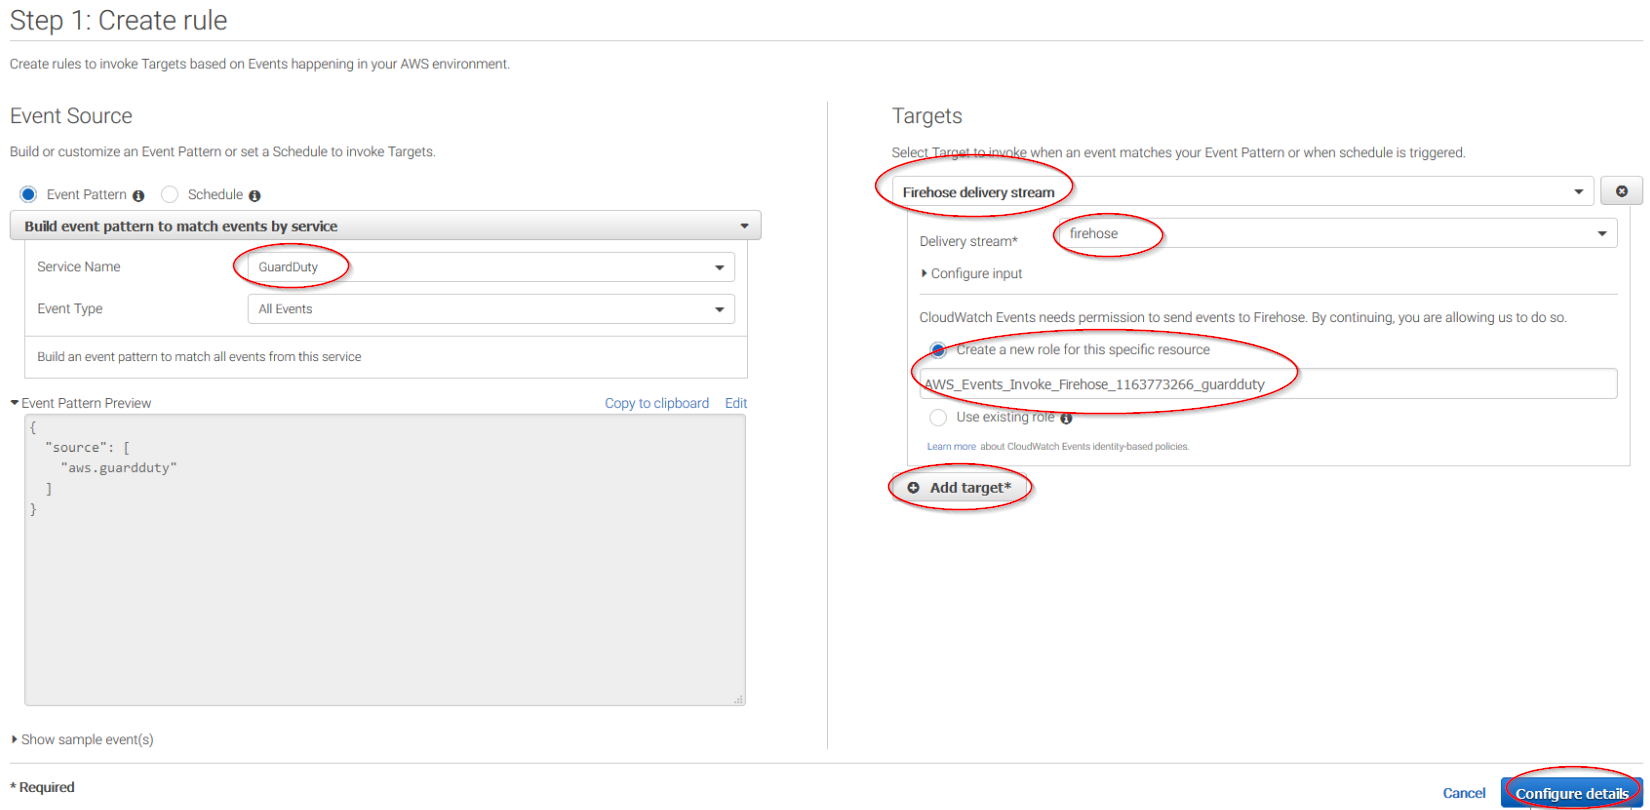 Step 1: Create rule
Create rules to invoke Targets based on Events happening in your AWS environment.
Event Source
Build or customize an Event Pattern or set a Schedule to invoke Targets.
Event Pattern
Schedule
Build event pattern to match events by service
Service Name
GuardDuty
Event Type
All Events
Build an event pattern to match all events from this service
Event Pattern Preview
Copy to clipboard
Edit
{
"source": [
"aws.guardduty"
]
}
Show sample event(s)
Targets
Select Target to invoke when an event matches your Event Pattern or when schedule is triggered.
Firehose delivery stream
Delivery stream*
firehose
Configure input
CloudWatch Events needs permission to send events to Firehose. By continuing, you are allowing us to do so.
Create a new role for this specific resource
AWS_Events_Invoke_Firehose_1163773266_guardduty
Use existing role
Learn more about CloudWatch Events identity-based policies.
Add target*
* Required
Cancel
Configure details